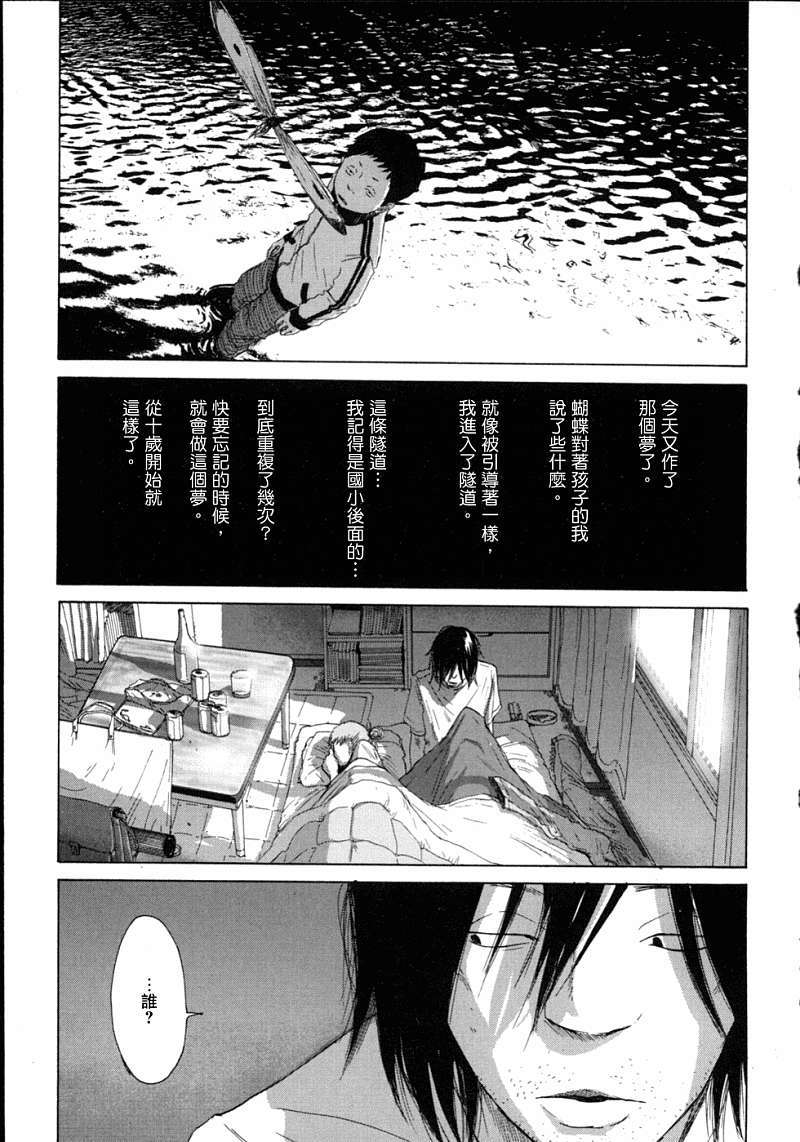 今天又作了
那個夢了。
蝴蝶對著孩子的我
說了些什麼。
就像被引導著一樣，
我進入了隧道。
這條隧道…
我記得是國小後面的…
到底重複了幾次？
快要忘記的時候，
就會做這個夢。
從十歲開始就
這樣了。
…誰？